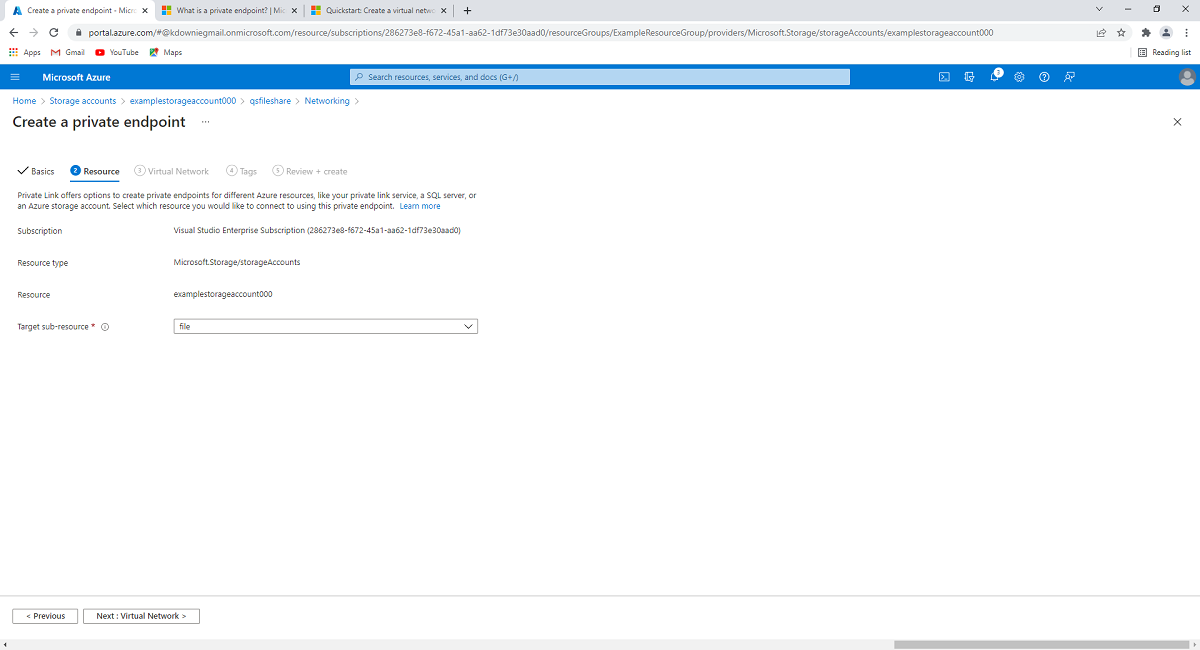 Create a private endpoint - Micro
What is a private endpoint? | Mic
Quickstart: Create a virtual netwo
portal.azure.com/#@kdowniegmail.onmicrosoft.com/resource/subscriptions/286273e8-f672-45a1-aa62-1df73e30aad0/resourceGroups/ExampleResourceGroup/providers/Microsoft.Storage/storageAccounts/examplestorageaccount000
Apps Gmail YouTube Maps Reading list
Microsoft Azure Search resources, services, and docs (G+/) 3
Home > Storage accounts > examplestorageaccount000 > qsfileshare > Networking >
Create a private endpoint ...
Basics 2 Resource 3 Virtual Network 4 Tags 5 Review + create
Private Link offers options to create private endpoints for different Azure resources, like your private link service, a SQL server, or
an Azure storage account. Select which resource you would like to connect to using this private endpoint. Learn more
Subscription Visual Studio Enterprise Subscription (286273e8-f672-45a1-aa62-1df73e30aad0)
Resource type Microsoft.Storage/storageAccounts
Resource examplestorageaccount000
Target sub-resource * file
< Previous Next : Virtual Network >